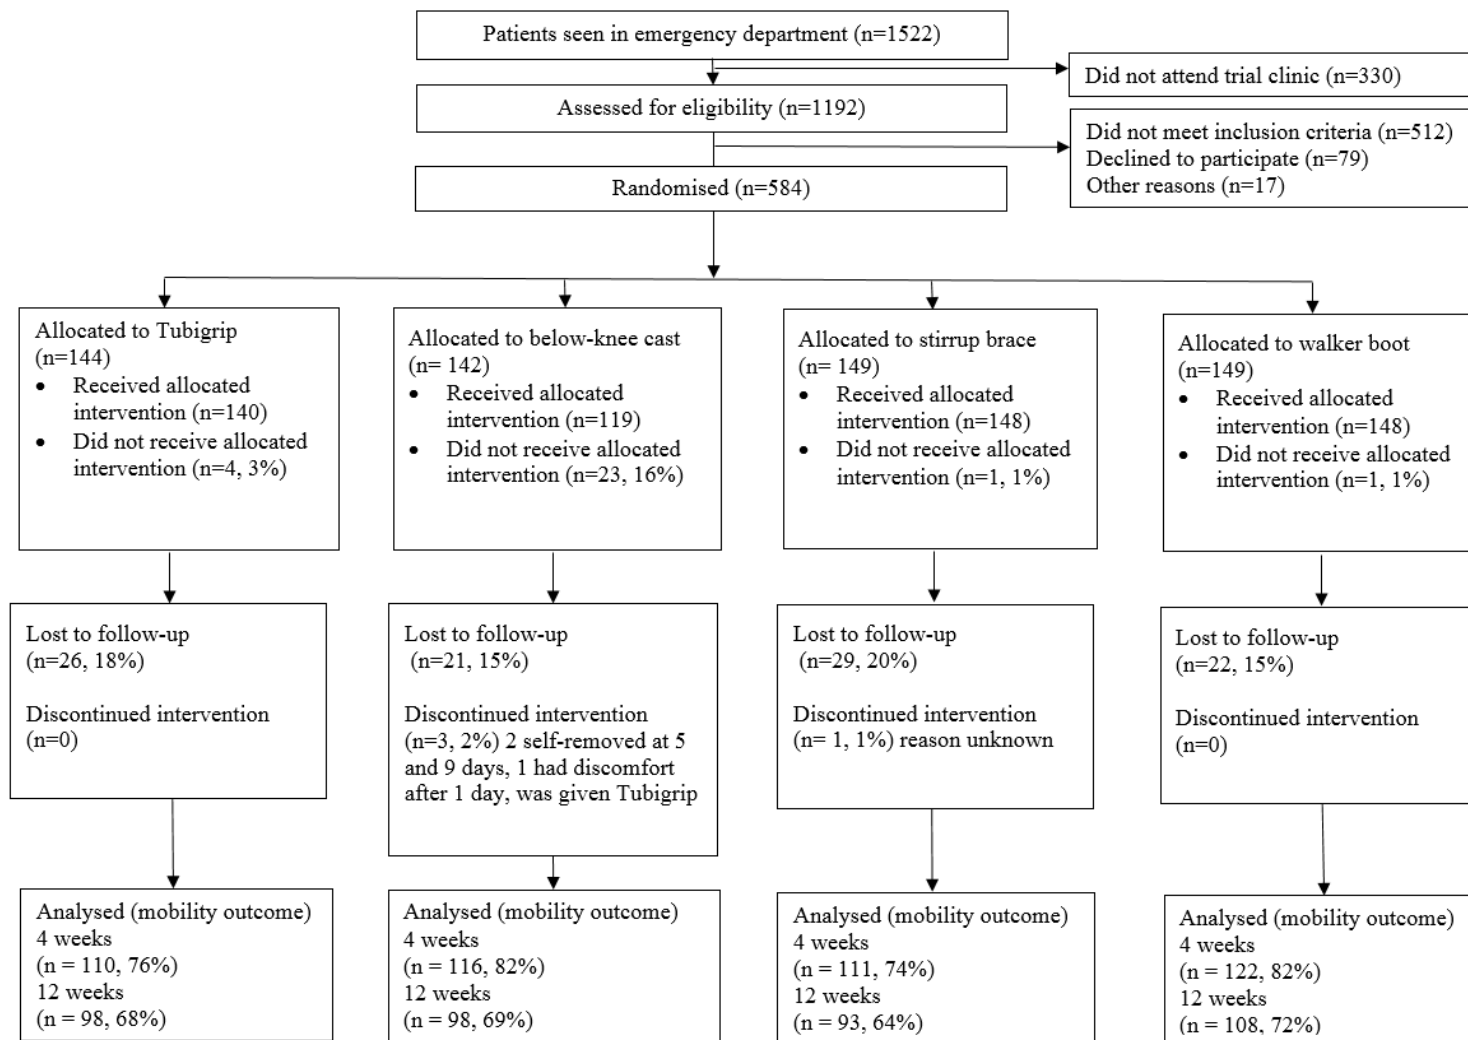 Patients seen in emergency department (n=1522)
Did not attend trial clinic (n=330)
Assessed for eligibility (n=1192)
Did not meet inclusion criteria (n=512)
Declined to participate (n=79)
Other reasons (n=17)
Randomised (n=584)
Allocated to Tubigrip
(n=144)
• Received allocated
intervention (n=140)
• Did not receive allocated
intervention (n=4, 3%)
Allocated to below-knee cast
(n= 142)
• Received allocated
intervention (n=119)
• Did not receive allocated
intervention (n=23, 16%)
Allocated to stirrup brace
(n= 149)
• Received allocated
intervention (n=148)
• Did not receive allocated
intervention (n=1, 1%)
Allocated to walker boot
(n=149)
• Received allocated
intervention (n=148)
• Did not receive allocated
intervention (n=1, 1%)
Lost to follow-up
(n=26, 18%)
Discontinued intervention
(n=0)
Lost to follow-up
(n=21, 15%)
Discontinued intervention
(n=3, 2%) 2 self-removed at 5
and 9 days, 1 had discomfort
after 1 day, was given Tubigrip
Lost to follow-up
(n=29, 20%)
Discontinued intervention
(n= 1, 1%) reason unknown
Lost to follow-up
(n=22, 15%)
Discontinued intervention
(n=0)
Analysed (mobility outcome)
4 weeks
(n = 110, 76%)
12 weeks
(n = 98, 68%)
Analysed (mobility outcome)
4 weeks
(n = 116, 82%)
12 weeks
(n = 98, 69%)
Analysed (mobility outcome)
4 weeks
(n = 111, 74%)
12 weeks
(n = 93, 64%)
Analysed (mobility outcome)
4 weeks
(n = 122, 82%)
12 weeks
(n = 108, 72%)